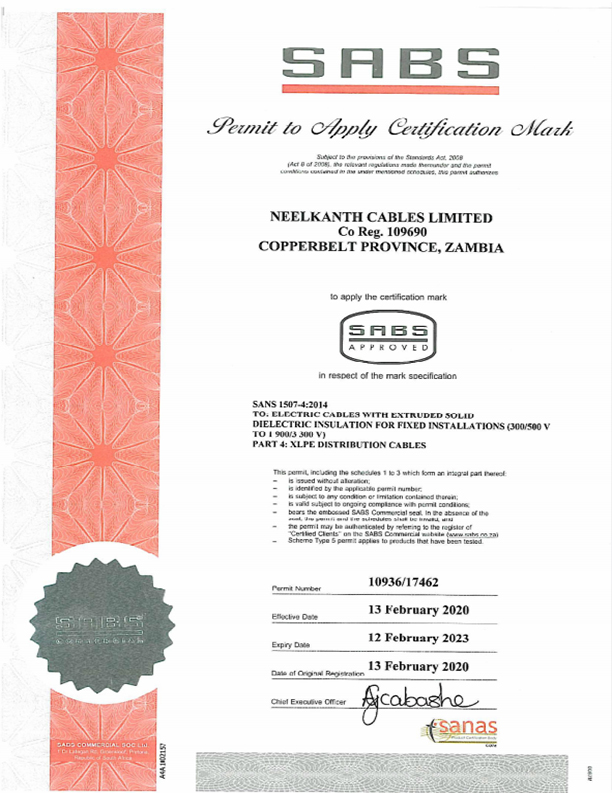 SABS
Permit to Apply Certification Mark
Subject to the provisions of the Standards Act, 2008
(Act 8 of 2008), the relevant regulations made thereunder and the permit
conditions contained in the under mentioned schedules, this permit authorizes
NEELKANTH CABLES LIMITED
Co Reg. 109690
COPPERBELT PROVINCE, ZAMBIA
to apply the certification mark
SABS
APPROVED
in respect of the mark specification
SANS 1507-4:2014
TO: ELECTRIC CABLES WITH EXTRUDED SOLID
DIELECTRIC INSULATION FOR FIXED INSTALLATIONS (300/500 V
TO 1 900/3 300 V)
PART 4: XLPE DISTRIBUTION CABLES
This permit, including the schedules 1 to 3 which form an integral part thereof:
– is issued without alteration;
– is identified by the applicable permit number;
– is subject to any condition or limitation contained therein;
– is valid subject to ongoing compliance with permit conditions;
– bears the embossed SABS Commercial seal. In the absence of the
seal, the permit and the schedules shall be invalid, and
– the permit may be authenticated by referring to the register of
"Certified Clients" on the SABS Commercial website (www.sabs.co.za)
– Scheme Type 5 permit applies to products that have been tested.
Permit Number 10936/17462
Effective Date 13 February 2020
Expiry Date 12 February 2023
Date of Original Registration 13 February 2020
Chief Executive Officer
SABS
COMMERCIAL
sanas
SABS COMMERCIAL SOC Ltd
Republic of South Africa